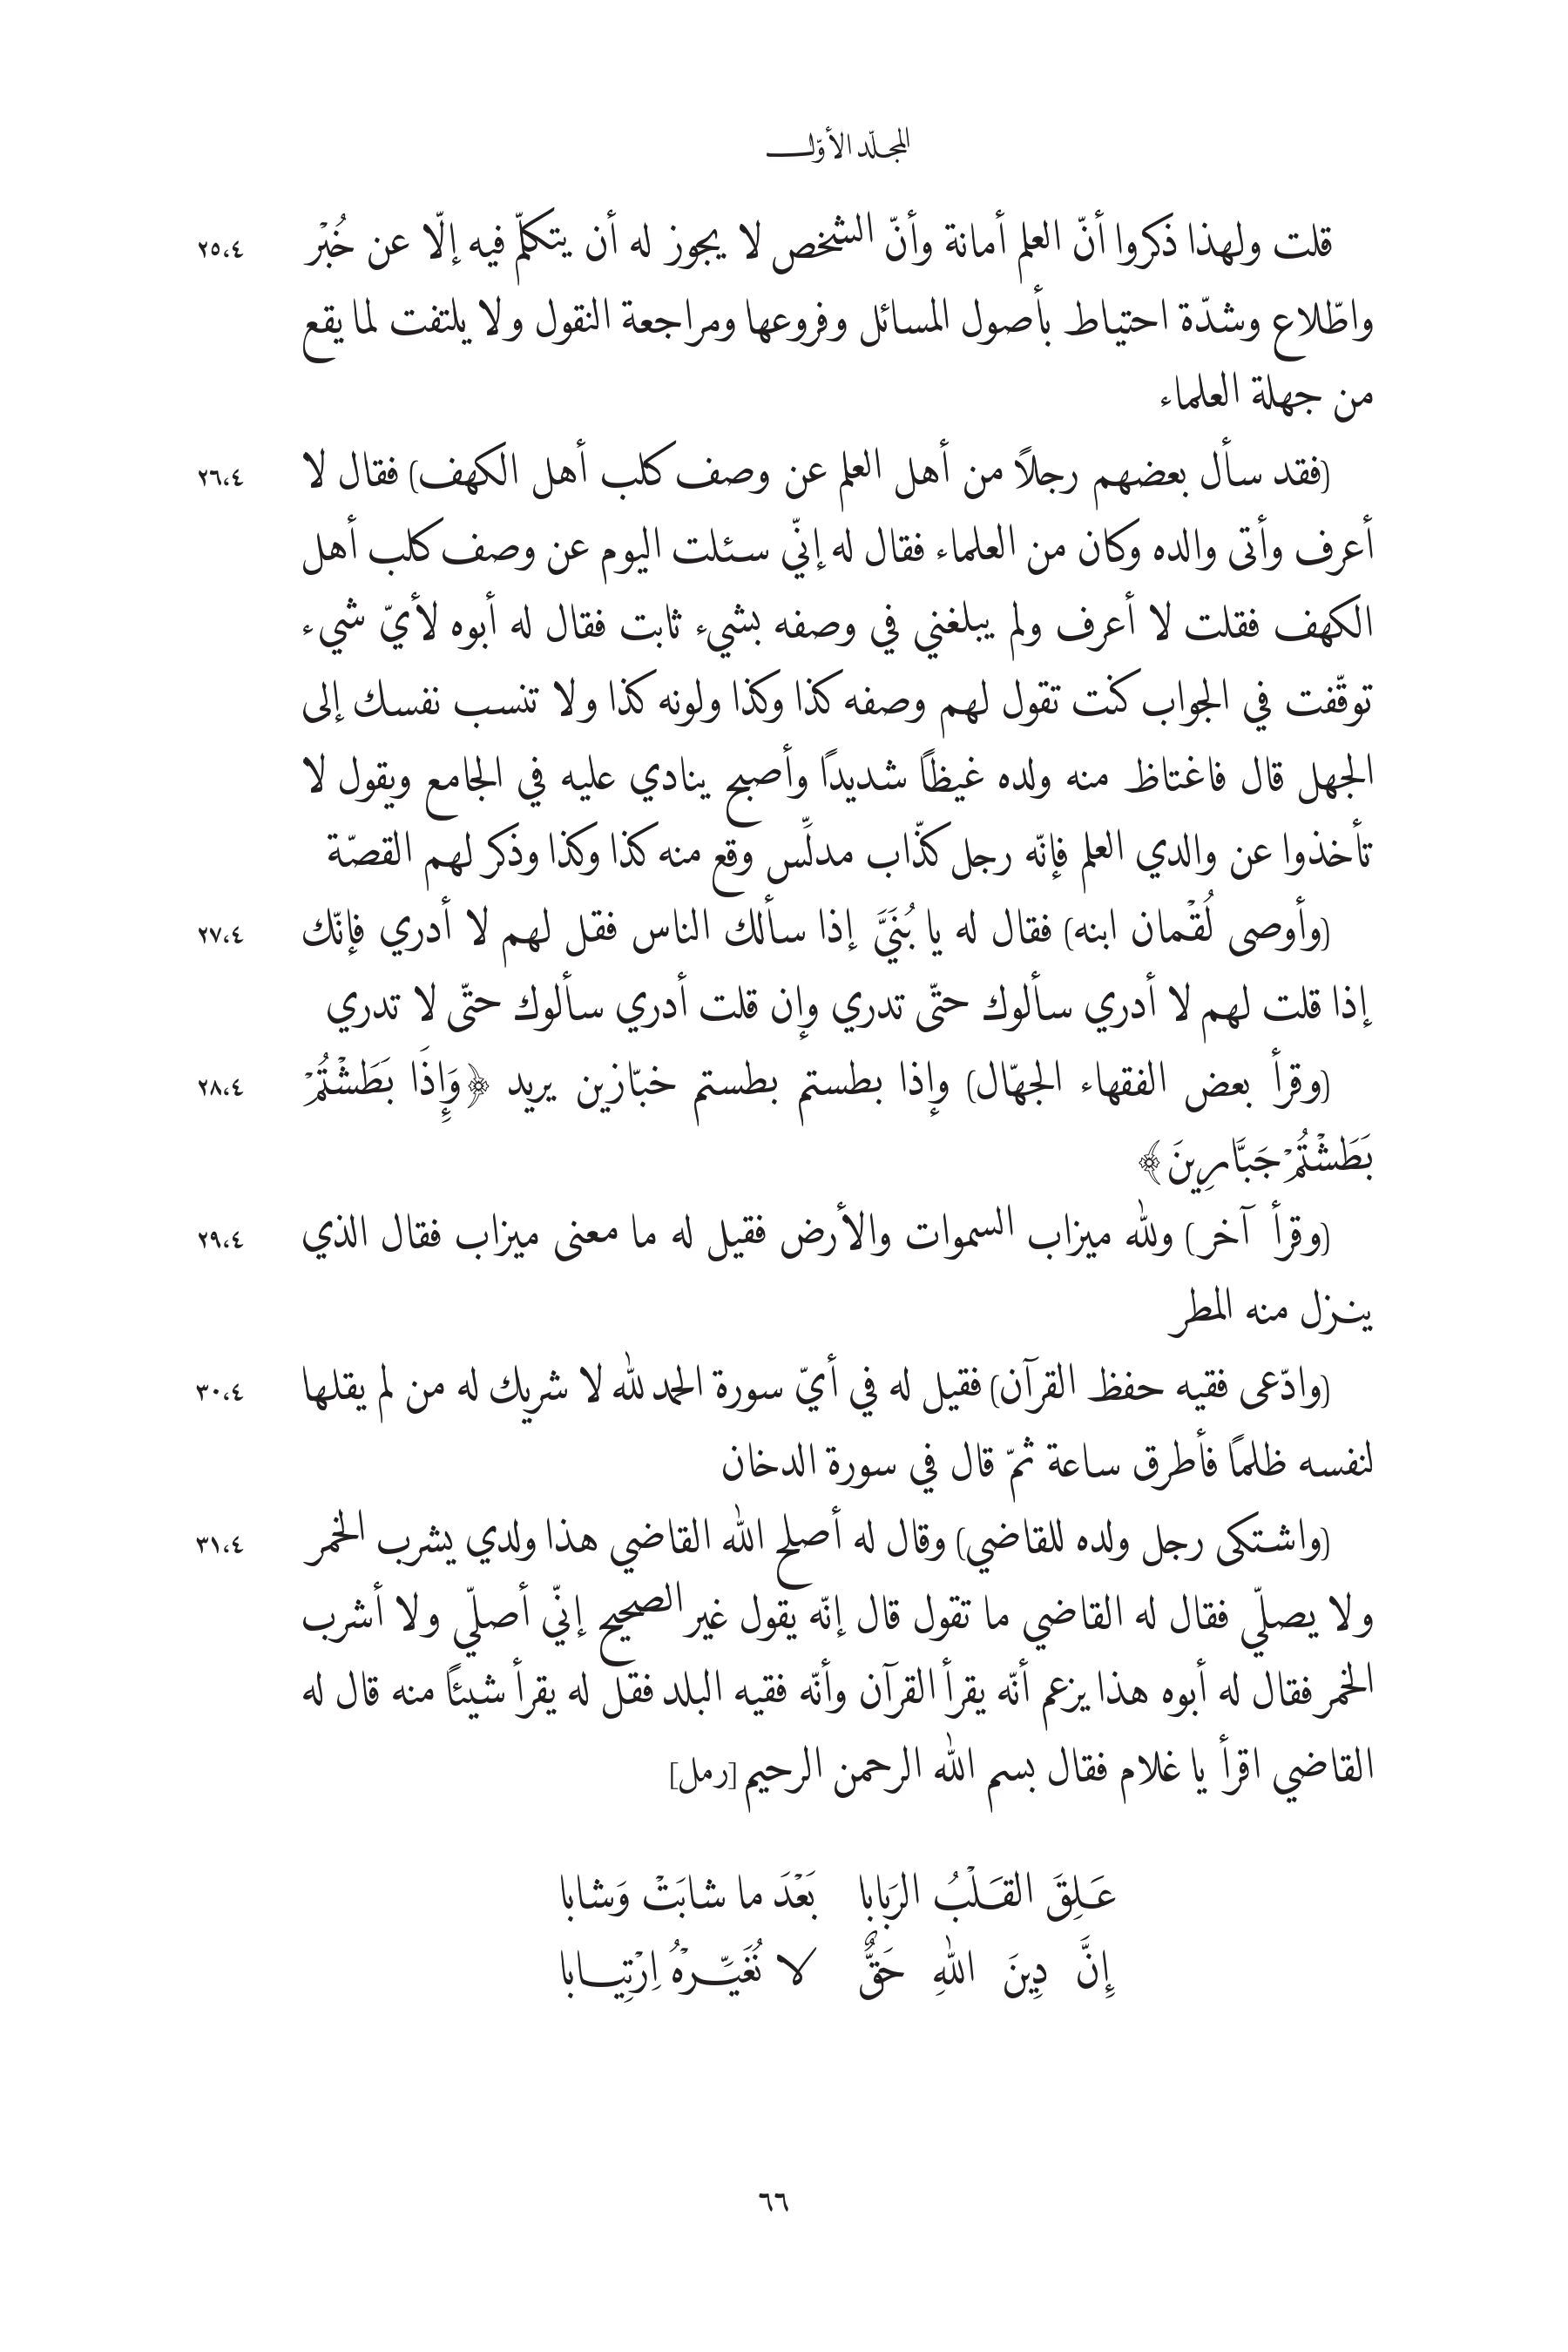 المجلّد الأوّل
قلت ولهذا ذكروا أنّ العلم أمانة وأنّ الشخص لا يجوز له أن يتكلّم فيه إلّا عن خُبْر ٢٥،٤
واطّلاع وشدّة احتياط بأصول المسائل وفروعها ومراجعة النقول ولا يلتفت لما يقع
من جهلة العلماء
(فقد سأل بعضهم رجلاً من أهل العلم عن وصف كلب أهل الكهف) فقال لا ٢٦،٤
أعرف وأتى والده وكان من العلماء فقال له إنّي سئلت اليوم عن وصف كلب أهل
الكهف فقلت لا أعرف ولم يبلغني في وصفه بشيء ثابت فقال له أبوه لأيّ شيء
توقّفت في الجواب كنت تقول لهم وصفه كذا وكذا ولونه كذا ولا تنسب نفسك إلى
الجهل قال فاغتاظ منه ولده غيظاً شديدًا وأصبح ينادي عليه في الجامع ويقول لا
تأخذوا عن والدي العلم فإنّه رجل كذّاب مدلِّس وقع منه كذا وكذا وذكر لهم القصّة
(وأوصى لُقْمان ابنه) فقال له يا بُنَيَّ إذا سألك الناس فقل لهم لا أدري فإنّك ٢٧،٤
إذا قلت لهم لا أدري سألوك حتّى تدري وإن قلت أدري سألوك حتّى لا تدري
(وقرأ بعض الفقهاء الجهّال) وإذا بطستم بطستم خبّازين يريد ﴿وَإِذَا بَطَشْتُمْ ٢٨،٤
بَطَشْتُمْ جَبَّارِينَ﴾
(وقرأ آخر) ولله ميزاب السموات والأرض فقيل له ما معنى ميزاب فقال الذي ٢٩،٤
ينزل منه المطر
(وادّعى فقيه حفظ القرآن) فقيل له في أيّ سورة الحمد لله لا شريك له من لم يقلها ٣٠،٤
لنفسه ظلمًا فأطرق ساعة ثمّ قال في سورة الدخان
(واشتكى رجل ولده للقاضي) وقال له أصلح الله القاضي هذا ولدي يشرب الخمر ٣١،٤
ولا يصلّي فقال له القاضي ما تقول قال إنّه يقول غير الصحيح إنّي أصلّي ولا أشرب
الخمر فقال له أبوه هذا يزعم أنّه يقرأ القرآن وأنّه فقيه البلد فقل له يقرأ شيئًا منه قال له
القاضي اقرأ يا غلام فقال بسم الله الرحمن الرحيم [رمل]
عَلِقَ القَلْبُ الرَبابا بَعْدَ ما شابَتْ وَشابا
إِنَّ دِينَ اللهِ حَقٌّ لا نُغَيِّرْهُ اِرْتِيابا
٦٦